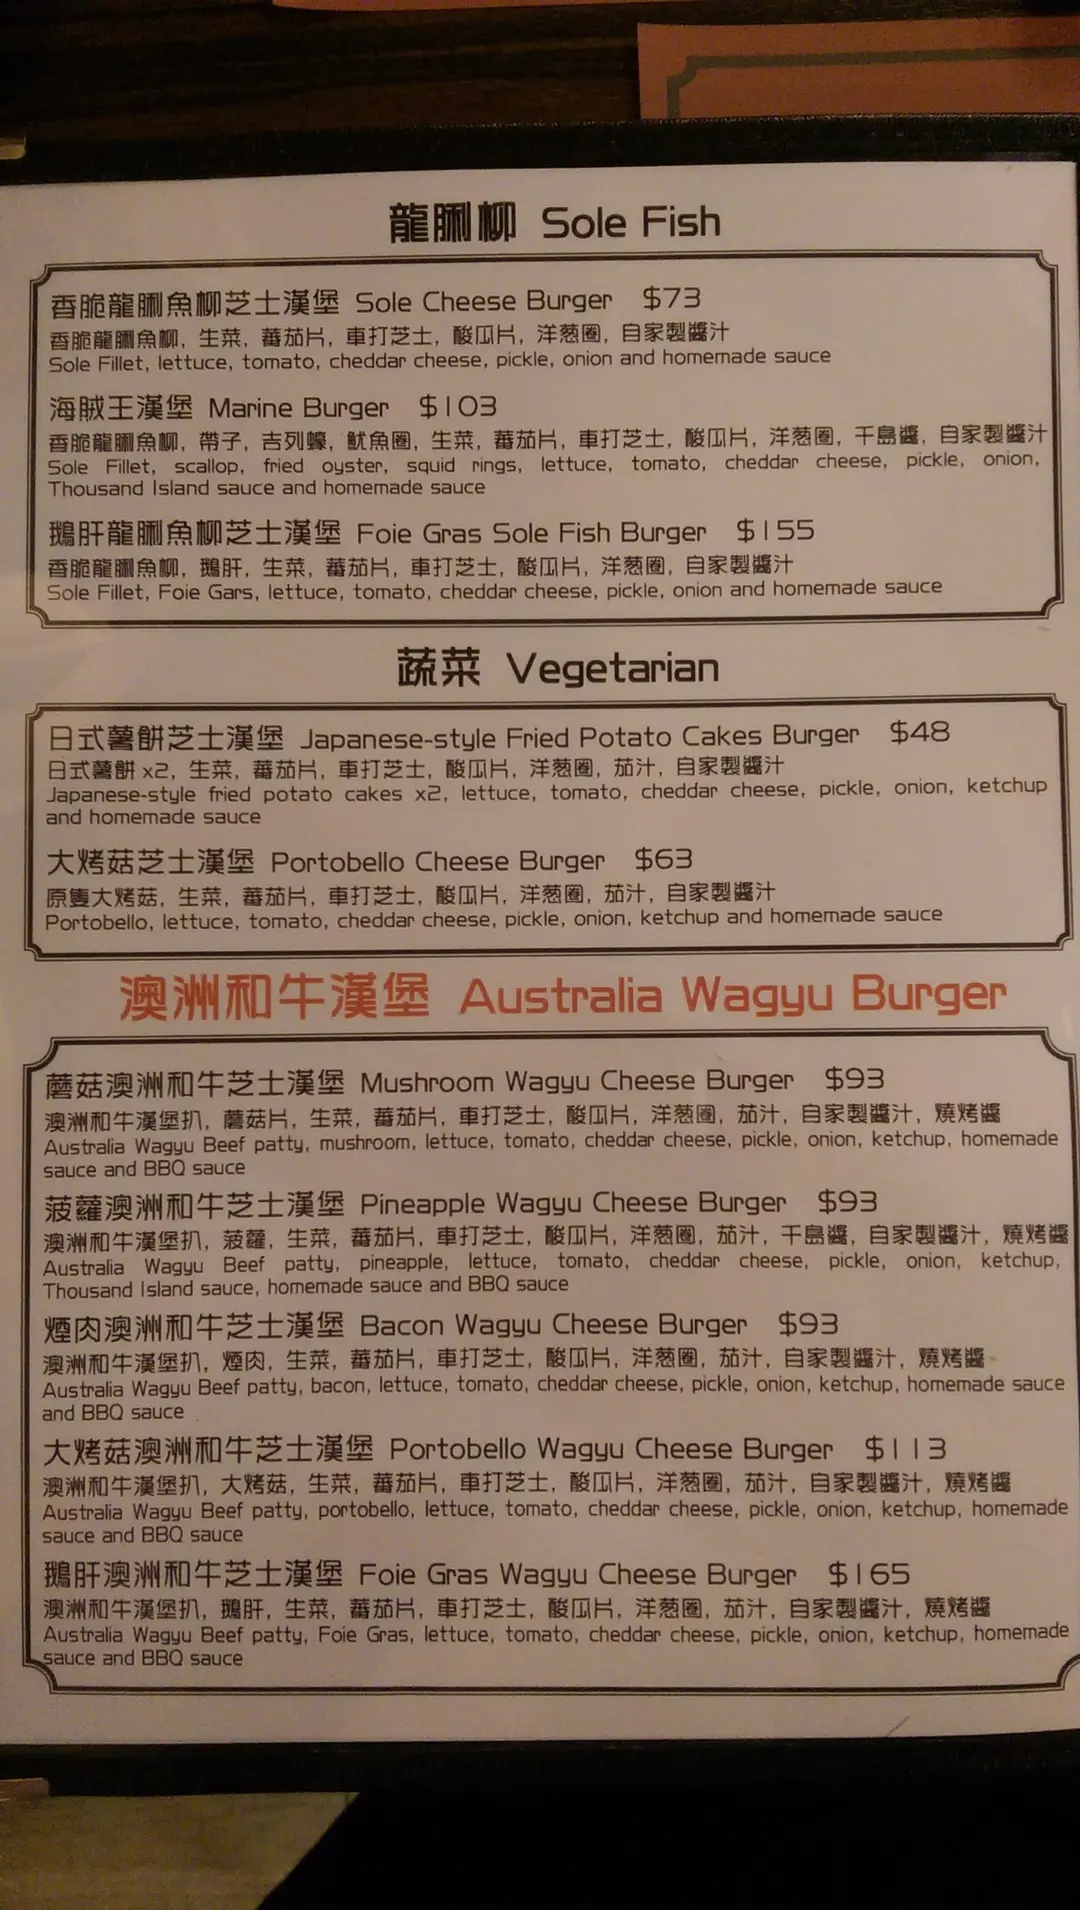 龍脷柳 Sole Fish
香脆龍脷魚柳芝士漢堡 Sole Cheese Burger $73
香脆龍脷魚柳, 生菜, 蕃茄片, 車打芝士, 酸瓜片, 洋葱圈, 自家製醬汁
Sole Fillet, lettuce, tomato, cheddar cheese, pickle, onion and homemade sauce
海賊王漢堡 Marine Burger $103
香脆龍脷魚柳, 帶子, 吉列蠔, 魷魚圈, 生菜, 蕃茄片, 車打芝士, 酸瓜片, 洋葱圈, 千島醬, 自家製醬汁
Sole Fillet, scallop, fried oyster, squid rings, lettuce, tomato, cheddar cheese, pickle, onion,
Thousand Island sauce and homemade sauce
鵝肝龍脷魚柳芝士漢堡 Foie Gras Sole Fish Burger $155
香脆龍脷魚柳, 鵝肝, 生菜, 蕃茄片, 車打芝士, 酸瓜片, 洋葱圈, 自家製醬汁
Sole Fillet, Foie Gars, lettuce, tomato, cheddar cheese, pickle, onion and homemade sauce
蔬菜 Vegetarian
日式薯餅芝士漢堡 Japanese-style Fried Potato Cakes Burger $48
日式薯餅 x2, 生菜, 蕃茄片, 車打芝士, 酸瓜片, 洋葱圈, 茄汁, 自家製醬汁
Japanese-style fried potato cakes x2, lettuce, tomato, cheddar cheese, pickle, onion, ketchup
and homemade sauce
大烤菇芝士漢堡 Portobello Cheese Burger $63
原隻大烤菇, 生菜, 蕃茄片, 車打芝士, 酸瓜片, 洋葱圈, 茄汁, 自家製醬汁
Portobello, lettuce, tomato, cheddar cheese, pickle, onion, ketchup and homemade sauce
澳洲和牛漢堡 Australia Wagyu Burger
蘑菇澳洲和牛芝士漢堡 Mushroom Wagyu Cheese Burger $93
澳洲和牛漢堡扒, 蘑菇片, 生菜, 蕃茄片, 車打芝士, 酸瓜片, 洋葱圈, 茄汁, 自家製醬汁, 燒烤醬
Australia Wagyu Beef patty, mushroom, lettuce, tomato, cheddar cheese, pickle, onion, ketchup, homemade
sauce and BBQ sauce
菠蘿澳洲和牛芝士漢堡 Pineapple Wagyu Cheese Burger $93
澳洲和牛漢堡扒, 菠蘿, 生菜, 蕃茄片, 車打芝士, 酸瓜片, 洋葱圈, 茄汁, 千島醬, 自家製醬汁, 燒烤醬
Australia Wagyu Beef patty, pineapple, lettuce, tomato, cheddar cheese, pickle, onion, ketchup,
Thousand Island sauce, homemade sauce and BBQ sauce
煙肉澳洲和牛芝士漢堡 Bacon Wagyu Cheese Burger $93
澳洲和牛漢堡扒, 煙肉, 生菜, 蕃茄片, 車打芝士, 酸瓜片, 洋葱圈, 茄汁, 自家製醬汁, 燒烤醬
Australia Wagyu Beef patty, bacon, lettuce, tomato, cheddar cheese, pickle, onion, ketchup, homemade sauce
and BBQ sauce
大烤菇澳洲和牛芝士漢堡 Portobello Wagyu Cheese Burger $113
澳洲和牛漢堡扒, 大烤菇, 生菜, 蕃茄片, 車打芝士, 酸瓜片, 洋葱圈, 茄汁, 自家製醬汁, 燒烤醬
Australia Wagyu Beef patty, portobello, lettuce, tomato, cheddar cheese, pickle, onion, ketchup, homemade
sauce and BBQ sauce
鵝肝澳洲和牛芝士漢堡 Foie Gras Wagyu Cheese Burger $165
澳洲和牛漢堡扒, 鵝肝, 生菜, 蕃茄片, 車打芝士, 酸瓜片, 洋葱圈, 茄汁, 自家製醬汁, 燒烤醬
Australia Wagyu Beef patty, Foie Gras, lettuce, tomato, cheddar cheese, pickle, onion, ketchup, homemade
sauce and BBQ sauce